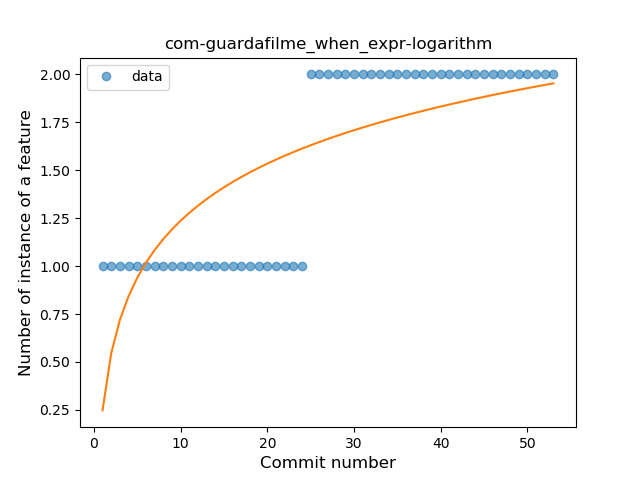 com-guardafilme_when_expr-logarithm
data
Number of instance of a feature
2.00
1.75
1.50
1.25
1.00
0.75
0.50
0.25
0 10 20 30 40 50
Commit number